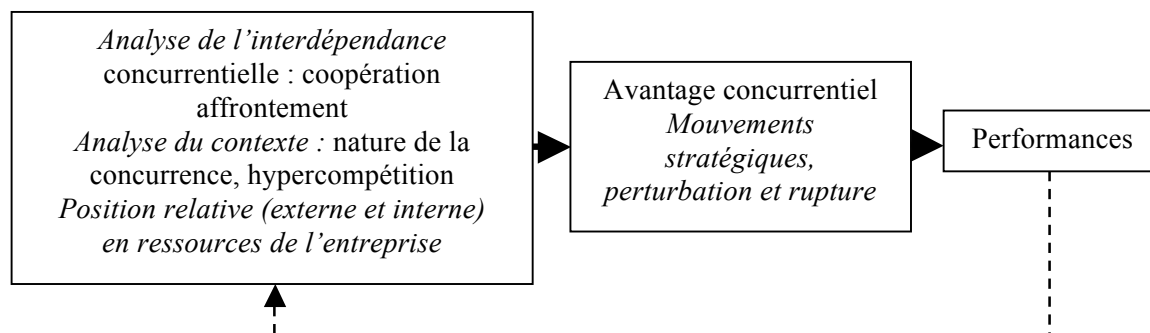 Analyse de l’interdépendance
concurrentielle : coopération
affrontement
Analyse du contexte : nature de la
concurrence, hypercompétition
Position relative (externe et interne)
en ressources de l’entreprise
Avantage concurrentiel
Mouvements
stratégiques,
perturbation et rupture
Performances